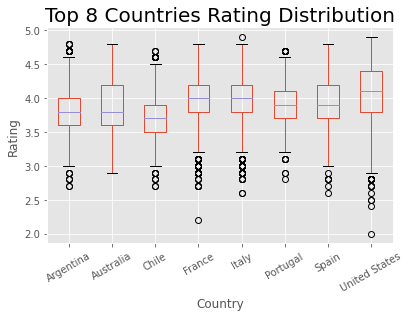 Top 8 Countries Rating Distribution
5.0
4.5
4.0
3.5
3.0
2.5
2.0
Rating
Argentina
Australia
Chile
France
Italy
Portugal
Spain
United States
Country